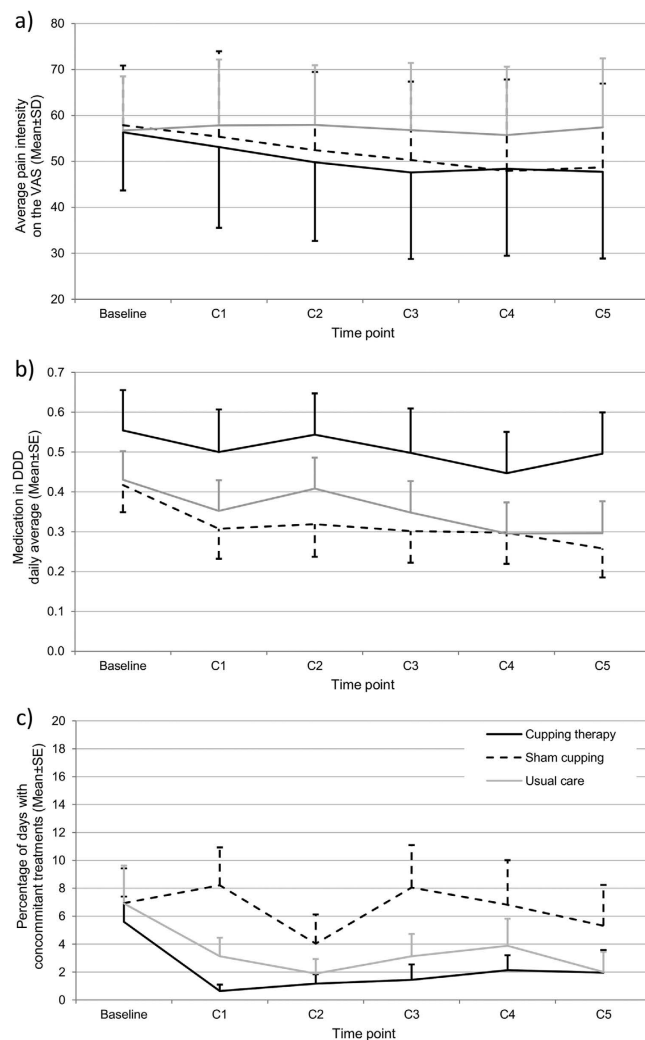 a)
Average pain intensity
on the VAS (Mean±SD)
80
70
60
50
40
30
20
Baseline C1 C2 C3 C4 C5
Time point
b)
Medication in DDD
daily average (Mean±SE)
0.7
0.6
0.5
0.4
0.3
0.2
0.1
0.0
Baseline C1 C2 C3 C4 C5
Time point
c)
Percentage of days with
concommitant treatments (Mean±SE)
20
18
16
14
12
10
8
6
4
2
0
Cupping therapy
Sham cupping
Usual care
Baseline C1 C2 C3 C4 C5
Time point